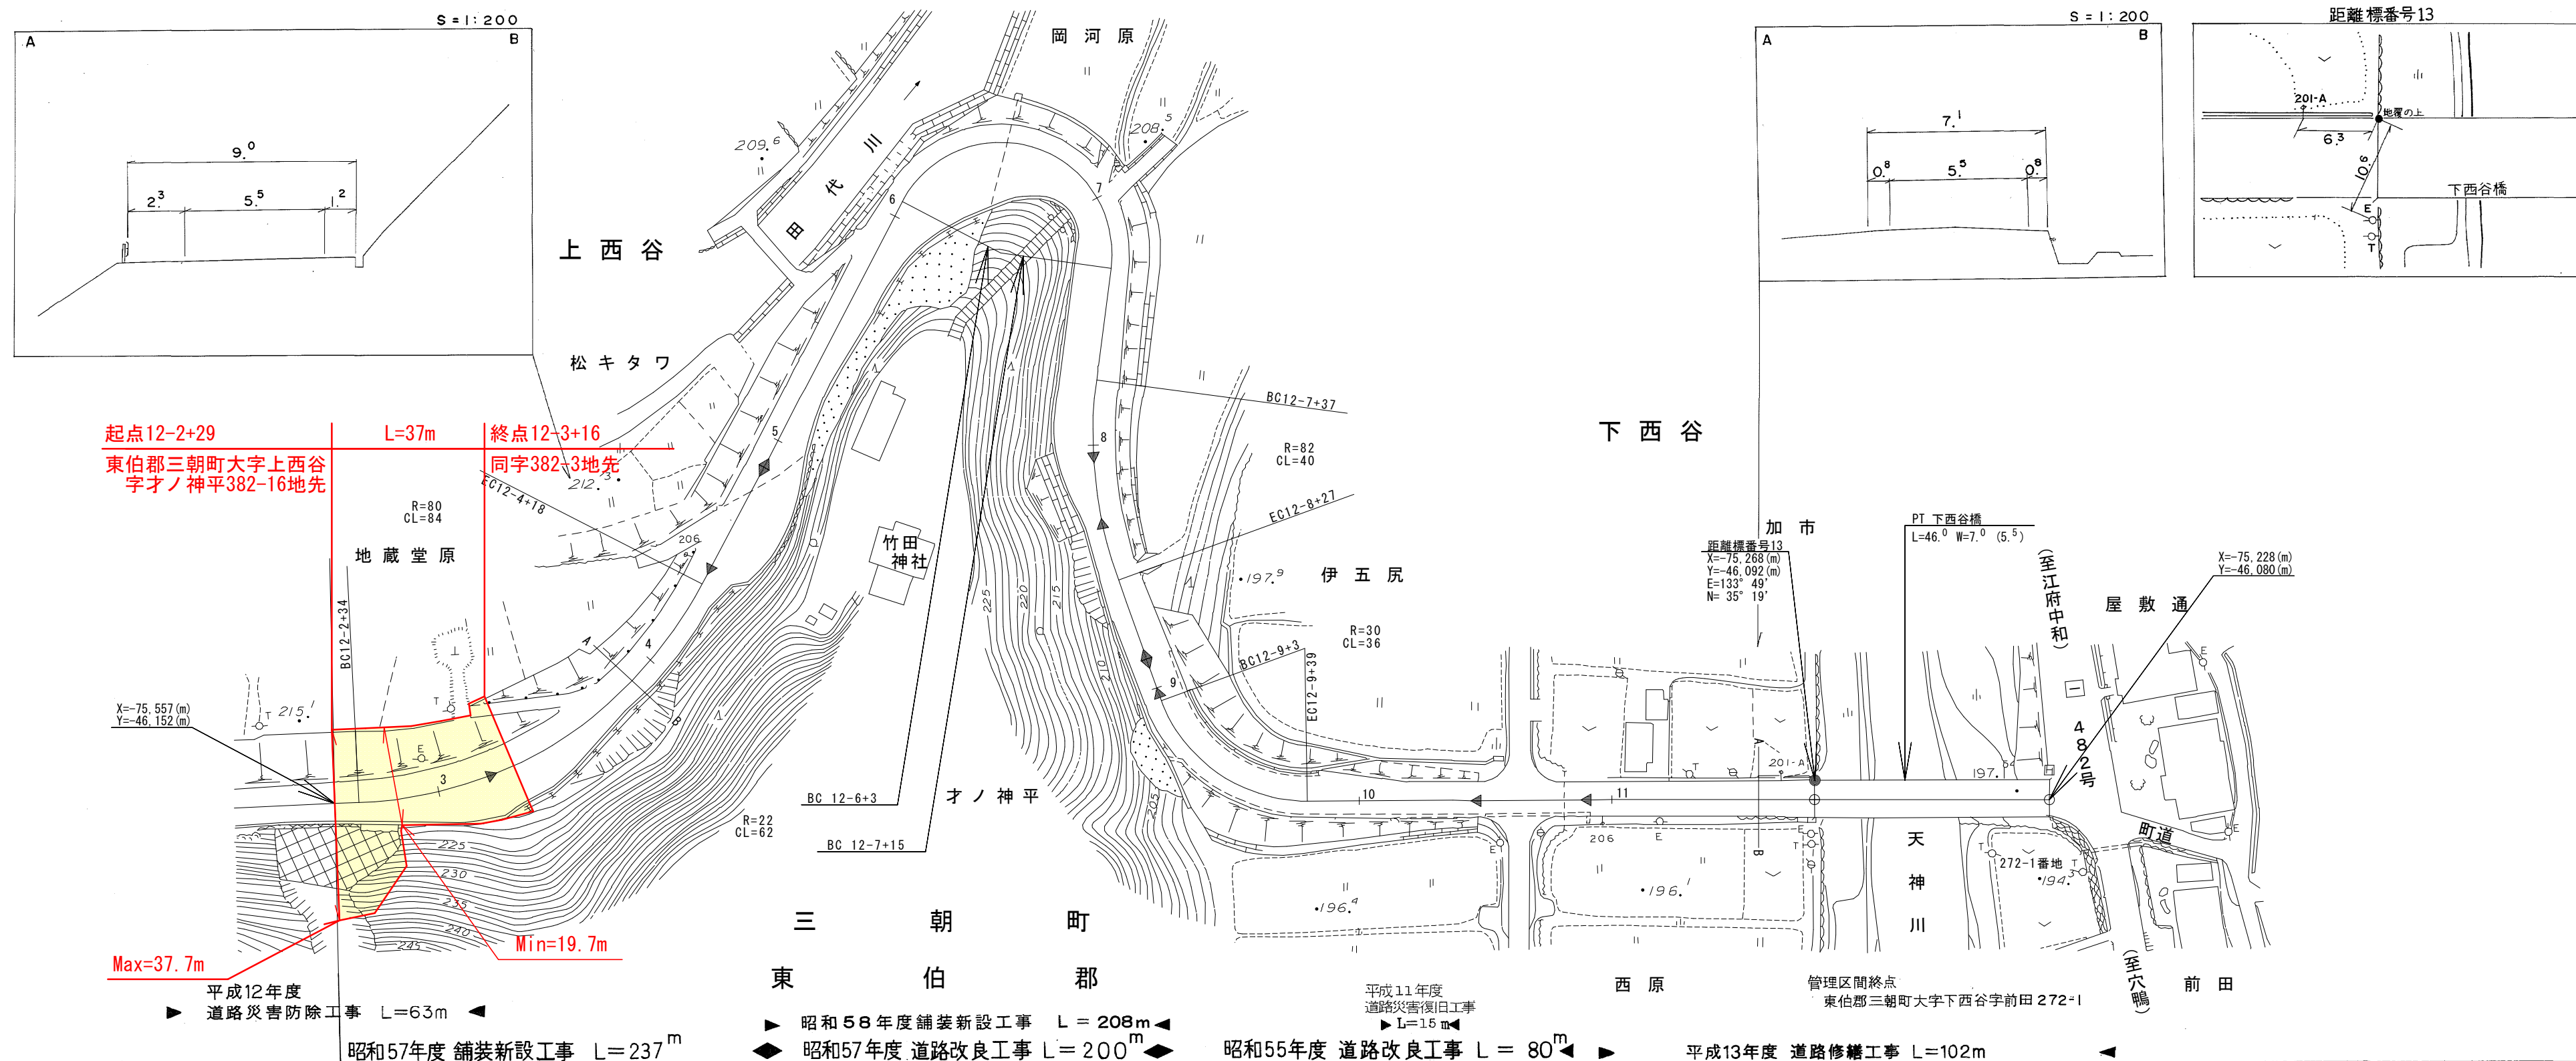 S = 1:200
A
B
9.0
2.3
5.5
1.2
岡河原
209.6
208.5
田代川
上西谷
松キタワ
S = 1:200
A
B
7.1
0.8
5.5
0.8
距離標番号13
201-A
地覆の上
6.3
10.6
下西谷橋
E
T
起点12-2+29
L=37m
終点12-3+16
東伯郡三朝町大字上西谷
字才ノ神平382-16地先
同字382-3地先
R=80
CL=84
地蔵堂原
EC12-4+18
212.3
206
BC12-2+34
X=-75,557(m)
Y=-46,152(m)
215.1
T
T
E
3
4
5
6
7
8
9
10
11
A
B
竹田
神社
225
220
215
210
205
BC12-7+37
R=82
CL=40
EC12-8+27
197.9
伊五尻
R=30
CL=36
BC12-9+3
EC12-9+39
下西谷
加市
距離標番号13
X=-75,268(m)
Y=-46,092(m)
E=133° 49'
N= 35° 19'
PT 下西谷橋
L=46.0 W=7.0 (5.5)
(至江府中和)
X=-75,228(m)
Y=-46,080(m)
屋敷通
482号
A
201-A
197.
T
E
206
E
B
E
T
天神川
272-1番地
194.3
T
T
町道
E
E
(至穴鴨)
196.1
196.4
225
230
235
240
245
Max=37.7m
Min=19.7m
BC 12-6+3
BC 12-7+15
R=22
CL=62
才ノ神平
三朝町
東伯郡
西原
前田
管理区間終点
東伯郡三朝町大字下西谷字前田272-1
平成12年度
道路災害防除工事 L=63m
平成11年度
道路災害復旧工事
L=15m
昭和58年度舗装新設工事 L = 208m
昭和57年度 舗装新設工事 L=237m
昭和57年度 道路改良工事 L = 200m
昭和55年度 道路改良工事 L = 80m
平成13年度 道路修繕工事 L=102m